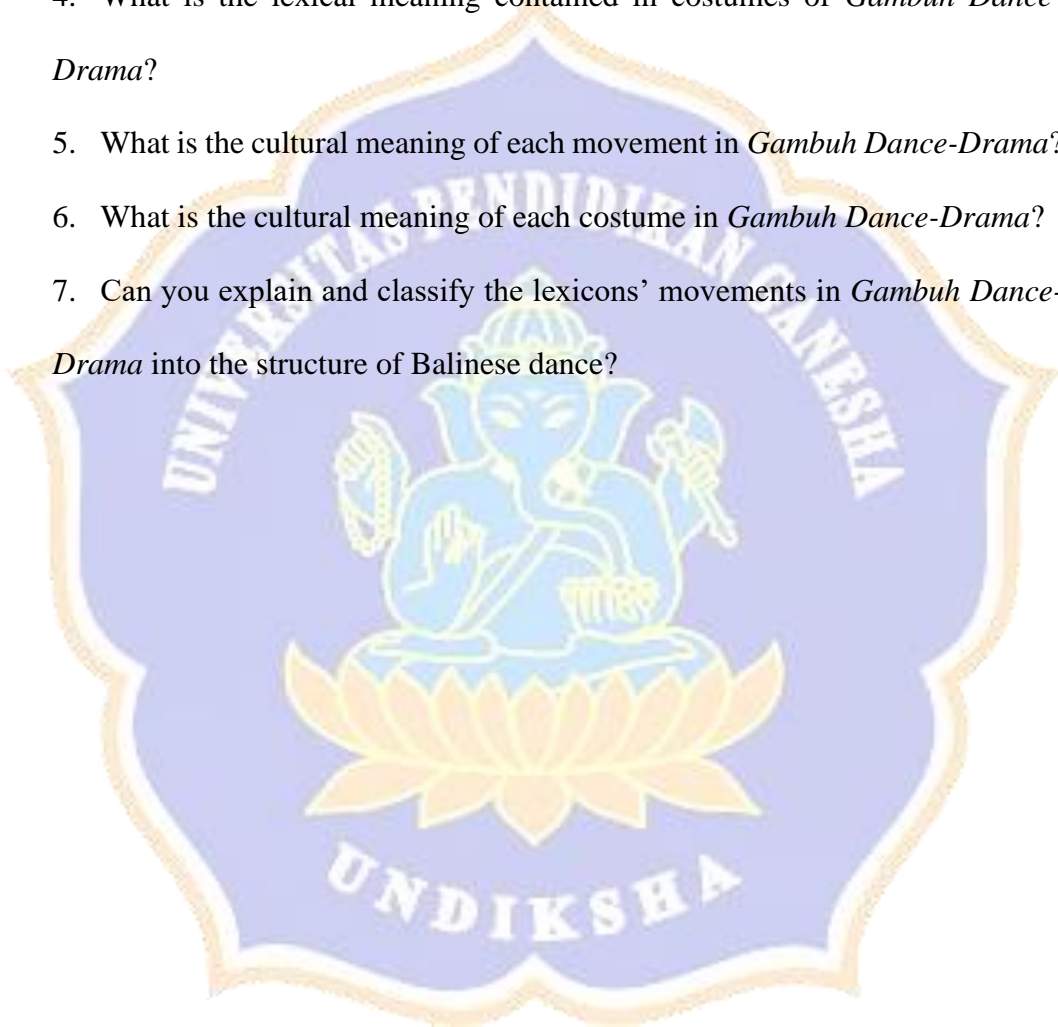 4. What is the lexical meaning contained in costumes of Gambuh Dance-
Drama?
5. What is the cultural meaning of each movement in Gambuh Dance-Drama?
6. What is the cultural meaning of each costume in Gambuh Dance-Drama?
7. Can you explain and classify the lexicons’ movements in Gambuh Dance-
Drama into the structure of Balinese dance?
UNIVERSITAS PENDIDIKAN GANESHA
UNDIKSHA